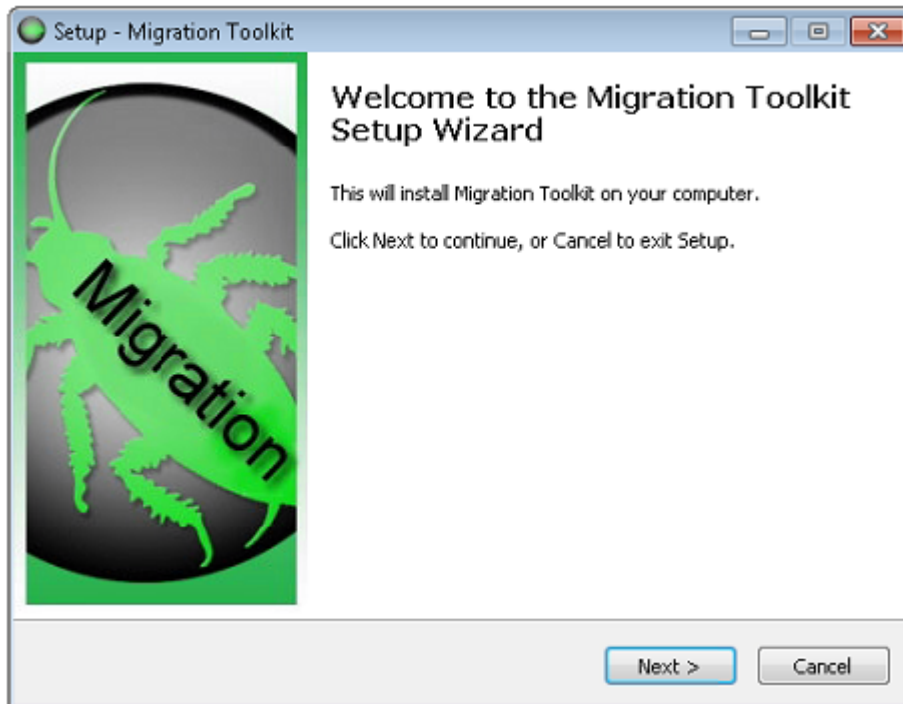 Setup - Migration Toolkit
Migration
Welcome to the Migration Toolkit
Setup Wizard
This will install Migration Toolkit on your computer.
Click Next to continue, or Cancel to exit Setup.
Next >
Cancel